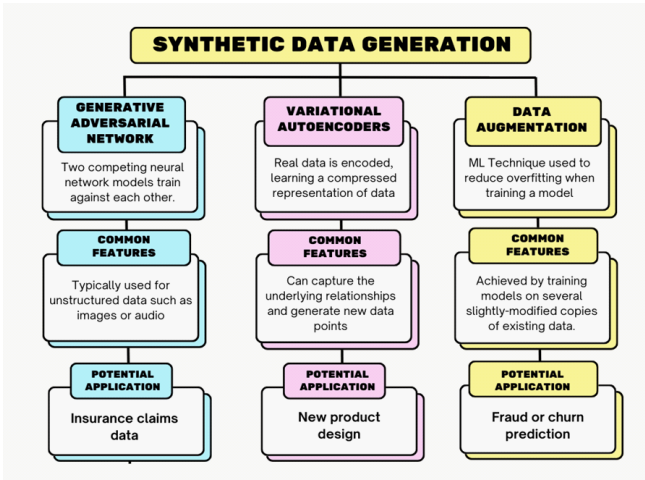 SYNTHETIC DATA GENERATION
GENERATIVE
ADVERSARIAL
NETWORK
Two competing neural
network models train
against each other.
COMMON
FEATURES
Typically used for
unstructured data such as
images or audio
POTENTIAL
APPLICATION
Insurance claims
data
VARIATIONAL
AUTOENCODERS
Real data is encoded,
learning a compressed
representation of data
COMMON
FEATURES
Can capture the
underlying relationships
and generate new data
points
POTENTIAL
APPLICATION
New product
design
DATA
AUGMENTATION
ML Technique used to
reduce overfitting when
training a model
COMMON
FEATURES
Achieved by training
models on several
slightly-modified copies
of existing data.
POTENTIAL
APPLICATION
Fraud or churn
prediction